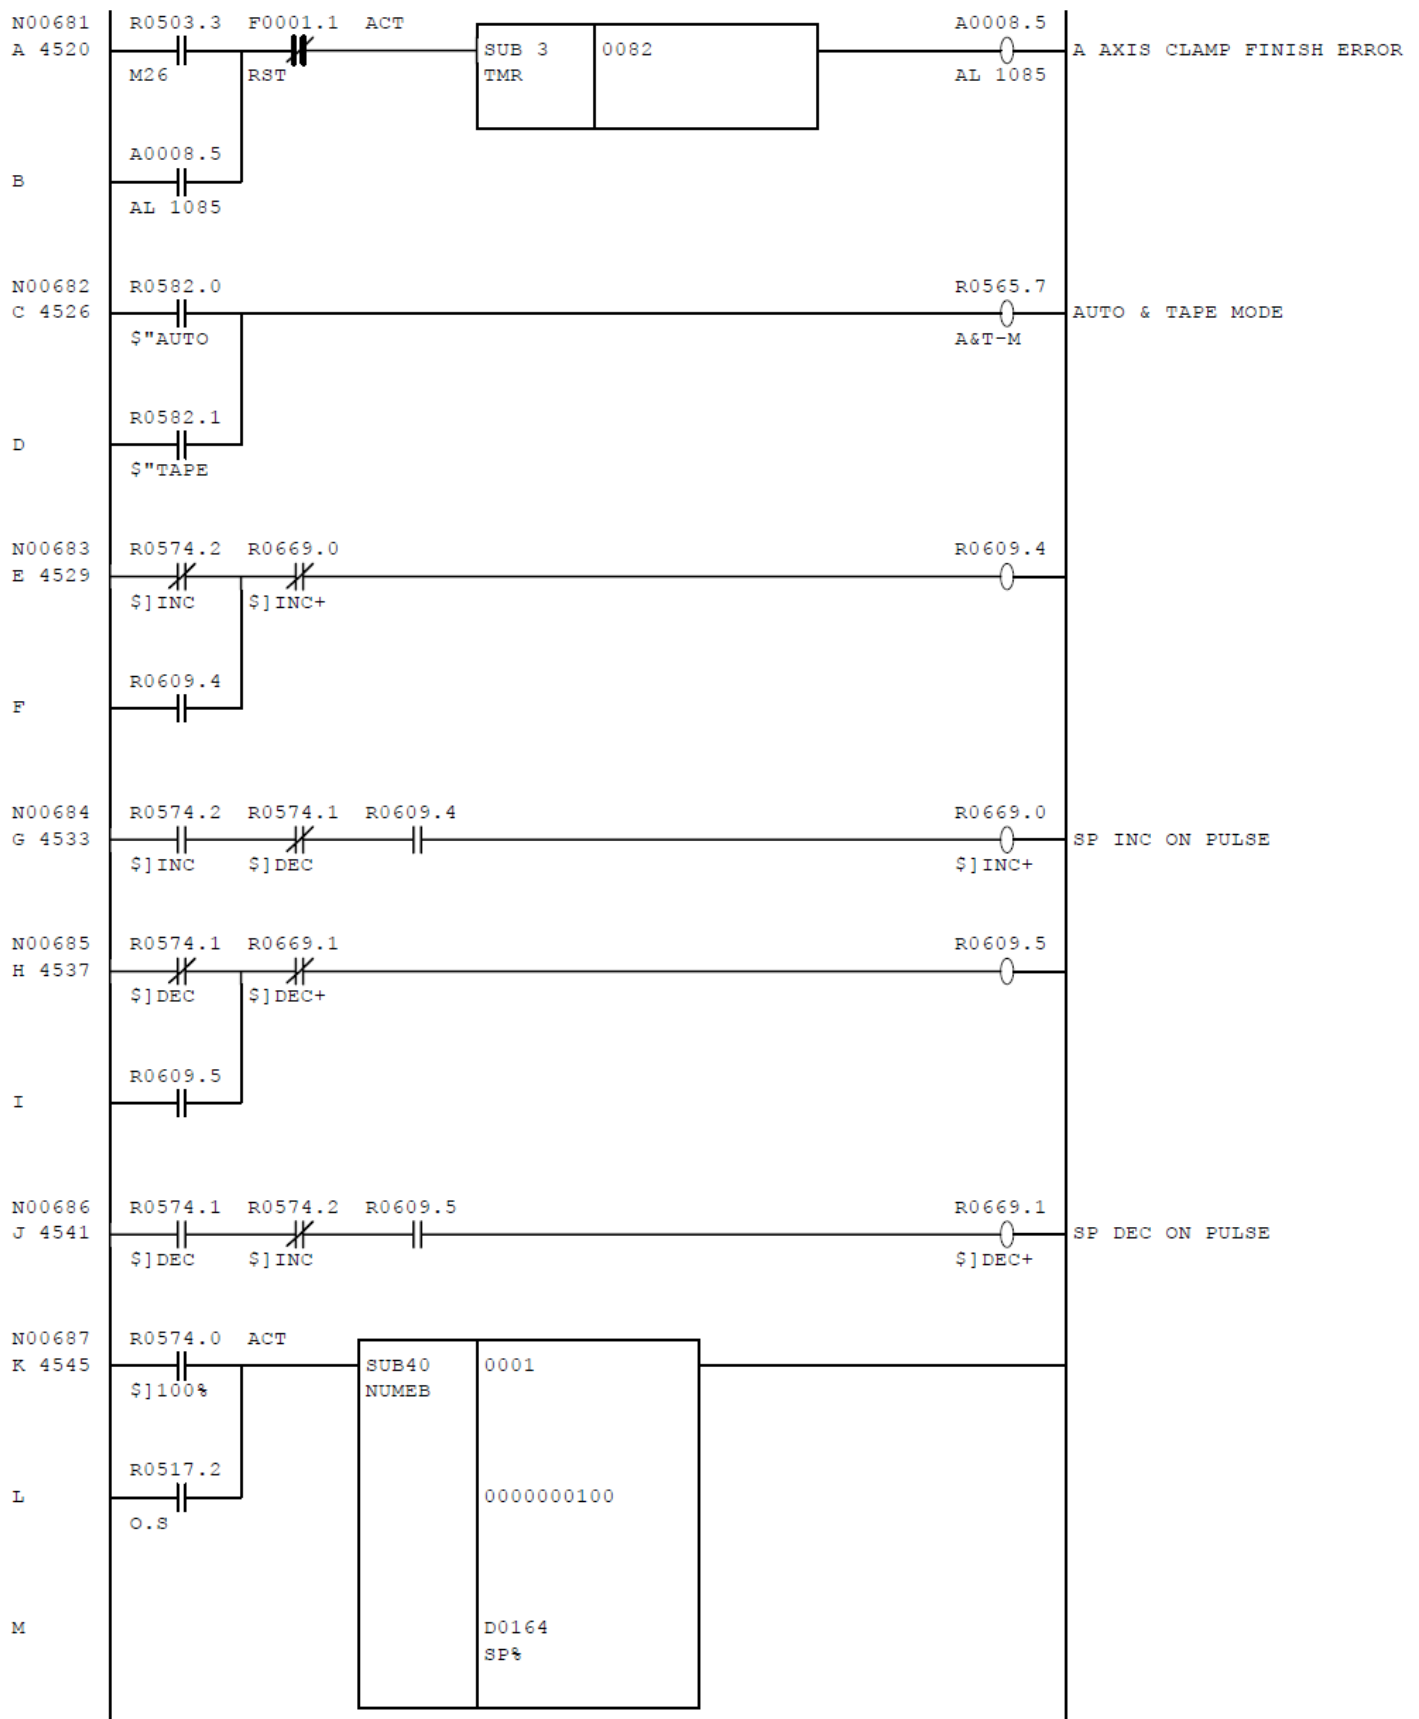 N00681 R0503.3 F0001.1 ACT A0008.5
A 4520 SUB 3 0082 A AXIS CLAMP FINISH ERROR
M26 RST TMR AL 1085
A0008.5
B
AL 1085
N00682 R0582.0 R0565.7
C 4526 AUTO & TAPE MODE
$"AUTO A&T-M
R0582.1
D
$"TAPE
N00683 R0574.2 R0669.0 R0609.4
E 4529
$]INC $]INC+
R0609.4
F
N00684 R0574.2 R0574.1 R0609.4 R0669.0
G 4533 SP INC ON PULSE
$]INC $]DEC $]INC+
N00685 R0574.1 R0669.1 R0609.5
H 4537
$]DEC $]DEC+
R0609.5
I
N00686 R0574.1 R0574.2 R0609.5 R0669.1
J 4541 SP DEC ON PULSE
$]DEC $]INC $]DEC+
N00687 R0574.0 ACT
K 4545 SUB40 0001
$]100% NUMEB
R0517.2
L 0000000100
O.S
M D0164
SP%